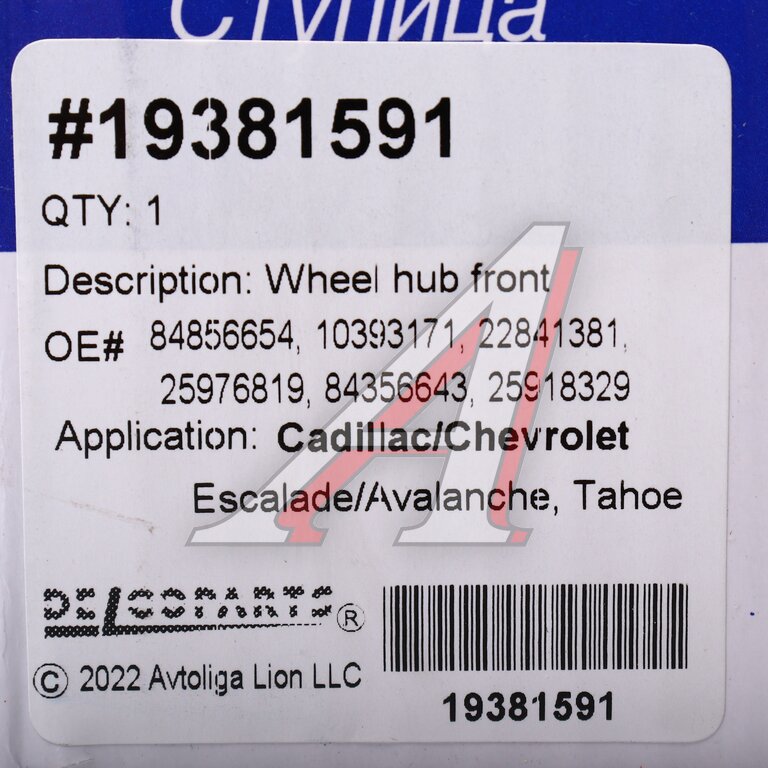 Ступица
#19381591
QTY: 1
Description: Wheel hub front
OE# 84856654, 10393171, 22841381,
25976819, 84356643, 25918329
Application: Cadillac/Chevrolet
Escalade/Avalanche, Tahoe
DELCOPARTS ®
© 2022 Avtoliga Lion LLC
19381591